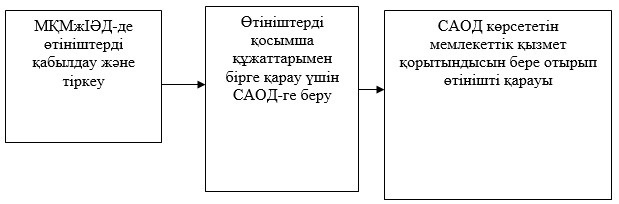 МҚМжІӘД-де
өтініштерді
қабылдау және
тіркеу
Өтініштерді
қосымша
құжаттарымен
бірге қарау үшін
САОД-ге беру
САОД көрсететін
мемлекеттік қызмет
қорытындысын бере отырып
өтінішті қарауы